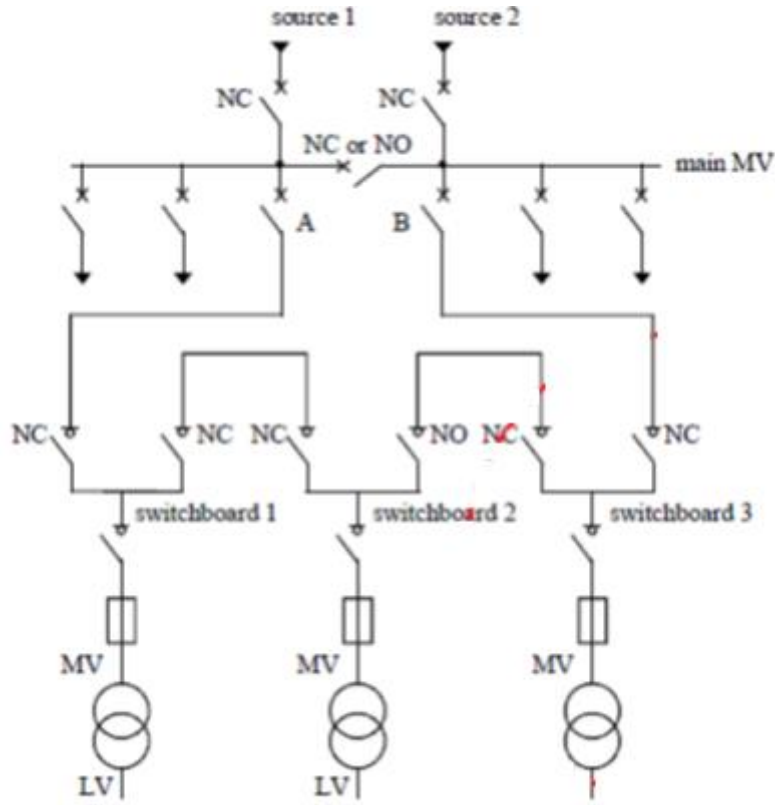 source 1 source 2
NC NC
NC or NO
main MV
A B
NC NC NC NO NC NC
switchboard 1 switchboard 2 switchboard 3
MV MV MV
LV LV